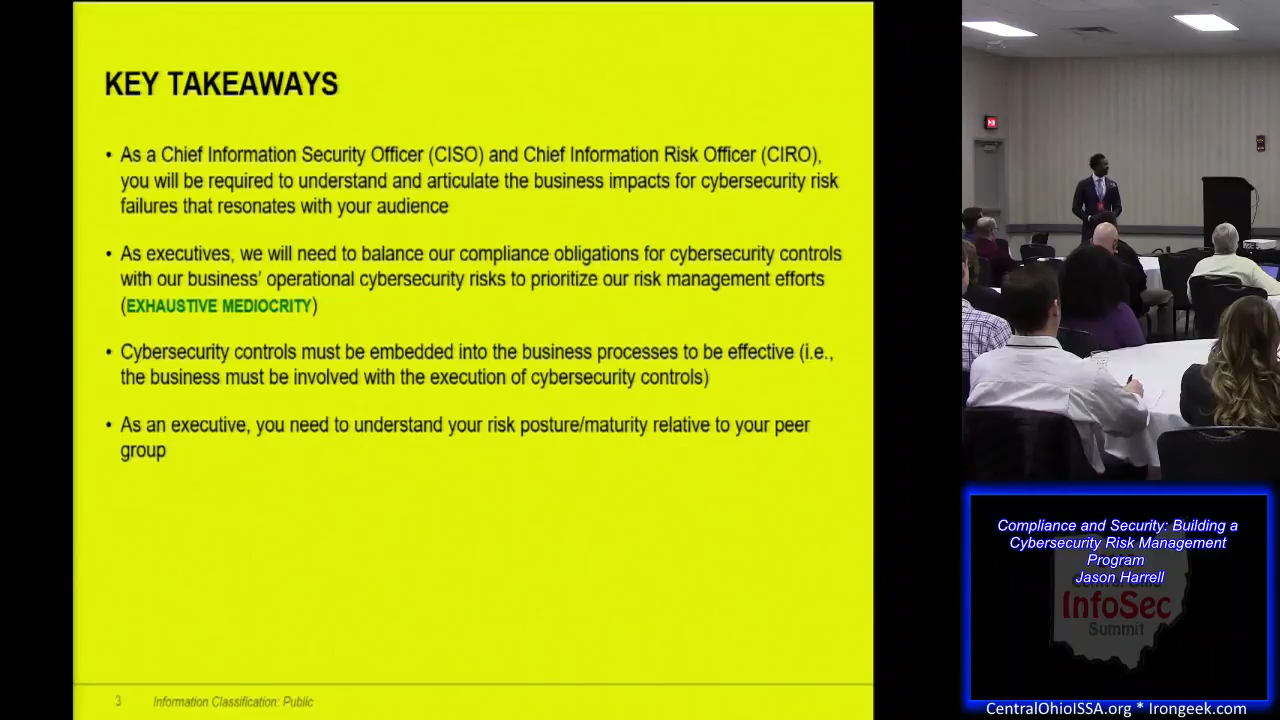 KEY TAKEAWAYS
• As a Chief Information Security Officer (CISO) and Chief Information Risk Officer (CIRO),
you will be required to understand and articulate the business impacts for cybersecurity risk
failures that resonates with your audience
• As executives, we will need to balance our compliance obligations for cybersecurity controls
with our business’ operational cybersecurity risks to prioritize our risk management efforts
(EXHAUSTIVE MEDIOCRITY)
• Cybersecurity controls must be embedded into the business processes to be effective (i.e.,
the business must be involved with the execution of cybersecurity controls)
• As an executive, you need to understand your risk posture/maturity relative to your peer
group
3 Information Classification: Public
Compliance and Security: Building a
Cybersecurity Risk Management
Program
Jason Harrell
InfoSec
Summit
CentralOhioISSA.org * Irongeek.com